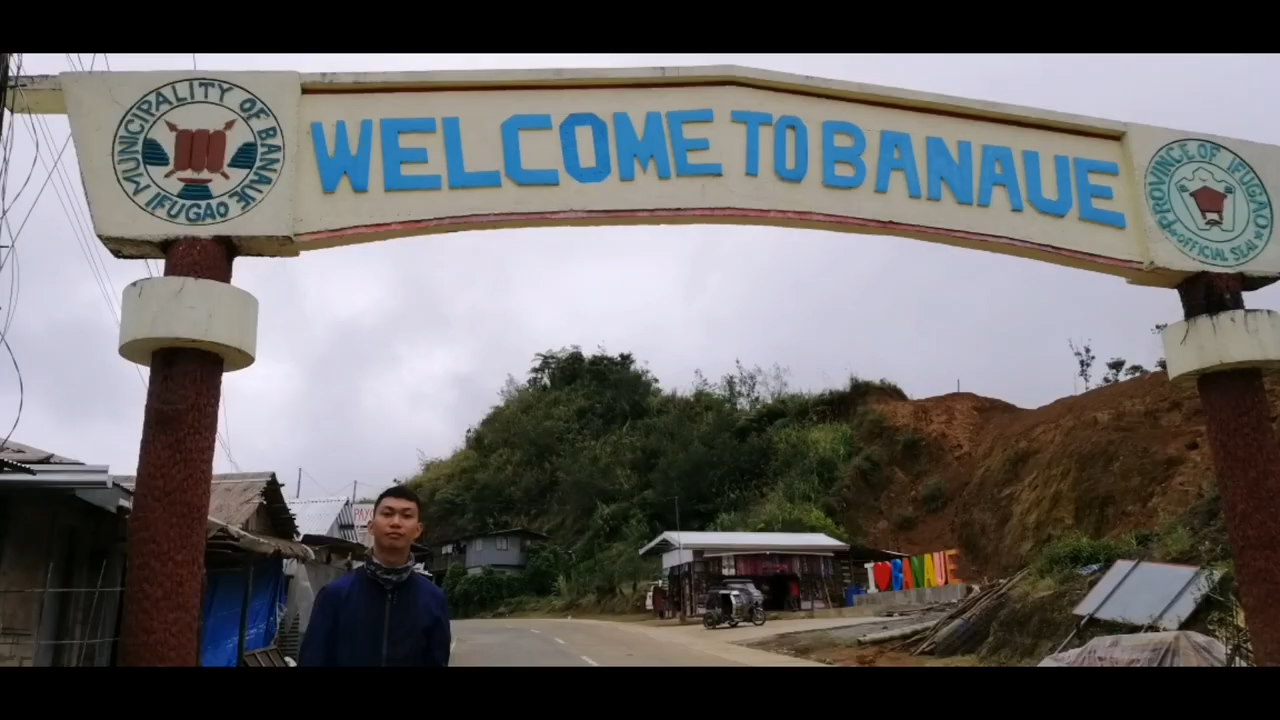 MUNICIPALITY OF BANAUE
IFUGAO
WELCOME TO BANAUE
PROVINCE OF IFUGAO
OFFICIAL SEAL
I BANAUE